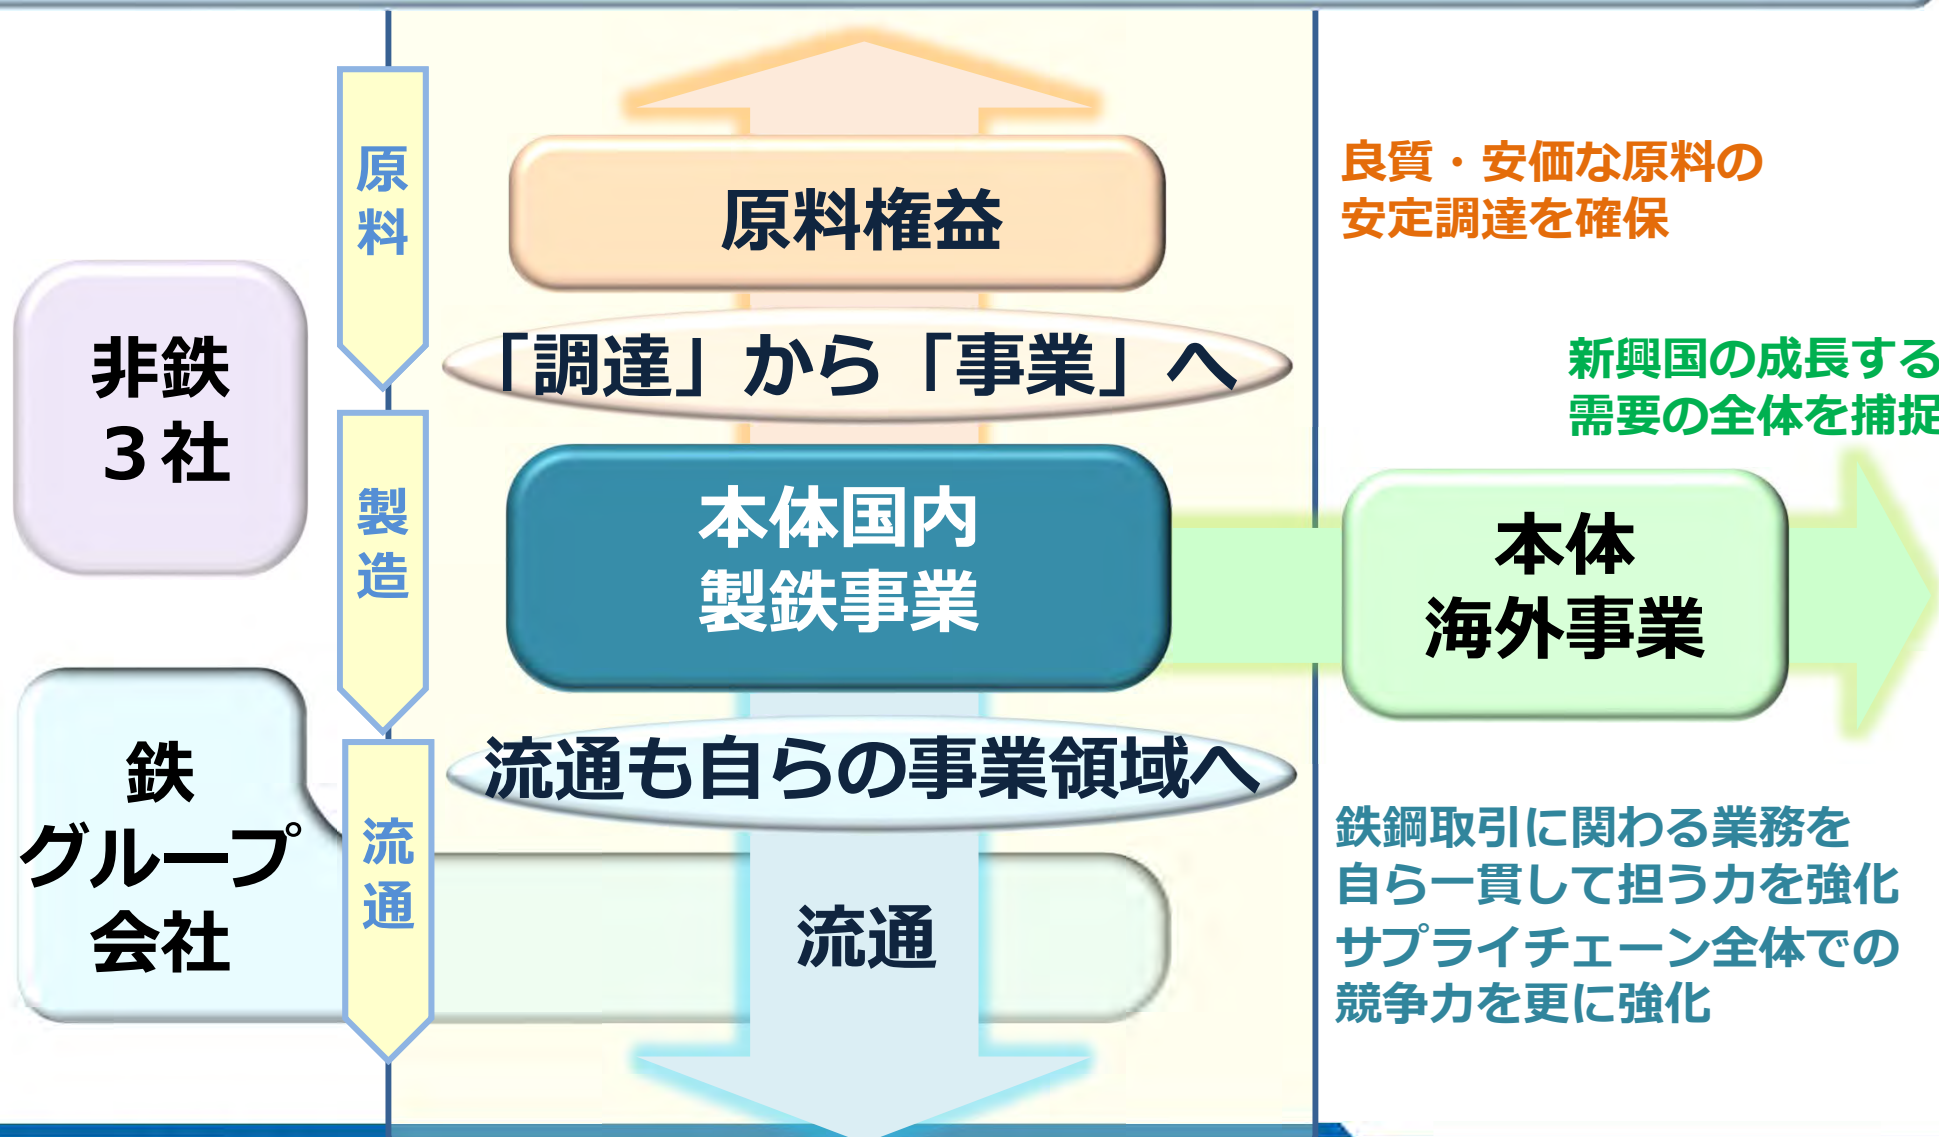 原
料
原料権益
良質・安価な原料の
安定調達を確保
非鉄
3社
「調達」から「事業」へ
新興国の成長する
需要の全体を捕捉
製
造
本体国内
製鉄事業
本体
海外事業
鉄
グループ
会社
流通も自らの事業領域へ
流
通
流通
鉄鋼取引に関わる業務を
自ら一貫して担う力を強化
サプライチェーン全体での
競争力を更に強化